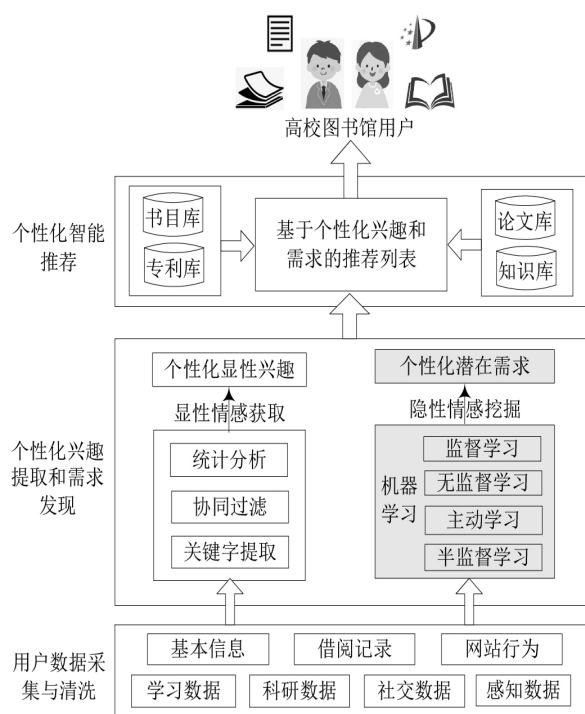 高校图书馆用户
个性化智能
推荐
书目库
专利库
基于个性化兴趣和
需求的推荐列表
论文库
知识库
个性化兴趣
提取和需求
发现
个性化显性兴趣
显性情感获取
统计分析
协同过滤
关键字提取
个性化潜在需求
隐性情感挖掘
机器
学习
监督学习
无监督学习
主动学习
半监督学习
用户数据采
集与清洗
基本信息
借阅记录
网站行为
学习数据
科研数据
社交数据
感知数据